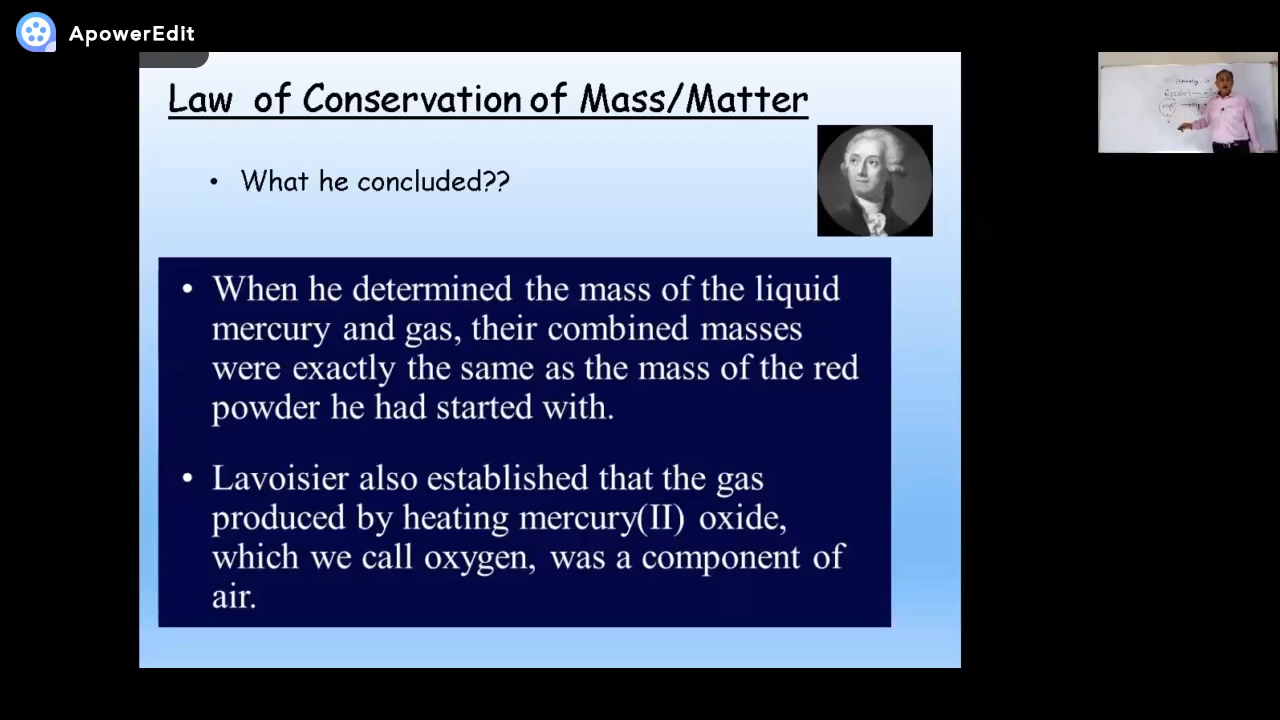 ApowerEdit
Law of Conservation of Mass/Matter
• What he concluded??
• When he determined the mass of the liquid
mercury and gas, their combined masses
were exactly the same as the mass of the red
powder he had started with.
• Lavoisier also established that the gas
produced by heating mercury(II) oxide,
which we call oxygen, was a component of
air.